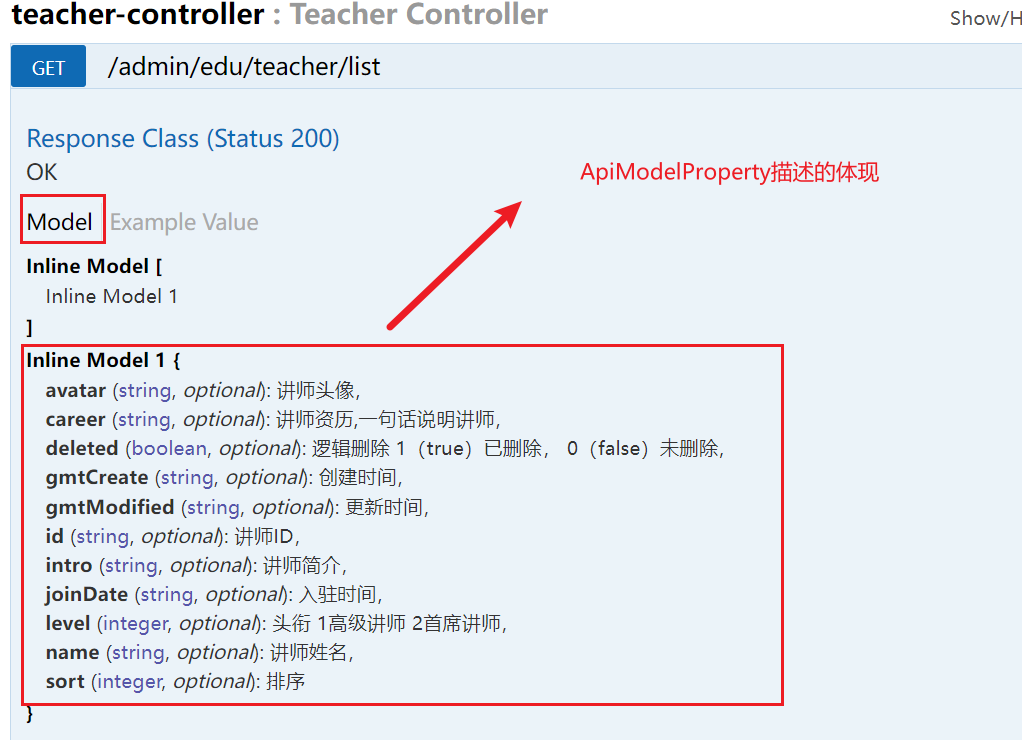 teacher-controller : Teacher Controller
Show/H
GET /admin/edu/teacher/list
Response Class (Status 200)
OK
ApiModelProperty描述的体现
Model Example Value
Inline Model [
Inline Model 1
]
Inline Model 1 {
avatar (string, optional): 讲师头像,
career (string, optional): 讲师资历,一句话说明讲师,
deleted (boolean, optional): 逻辑删除 1（true）已删除， 0（false）未删除,
gmtCreate (string, optional): 创建时间,
gmtModified (string, optional): 更新时间,
id (string, optional): 讲师ID,
intro (string, optional): 讲师简介,
joinDate (string, optional): 入驻时间,
level (integer, optional): 头衔 1高级讲师 2首席讲师,
name (string, optional): 讲师姓名,
sort (integer, optional): 排序
}